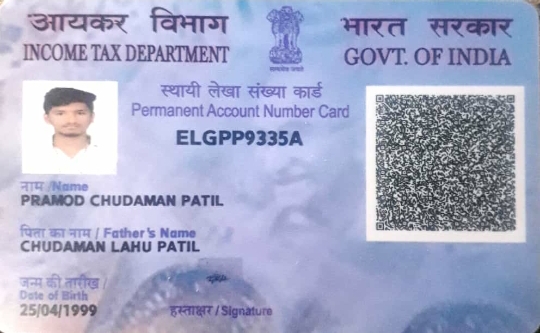 आयकर विभाग
INCOME TAX DEPARTMENT
भारत सरकार
GOVT. OF INDIA
सत्यमेव जयते
स्थायी लेखा संख्या कार्ड
Permanent Account Number Card
ELGPP9335A
नाम / Name
PRAMOD CHUDAMAN PATIL
पिता का नाम / Father's Name
CHUDAMAN LAHU PATIL
जन्म की तारीख /
Date of Birth
25/04/1999
हस्ताक्षर / Signature